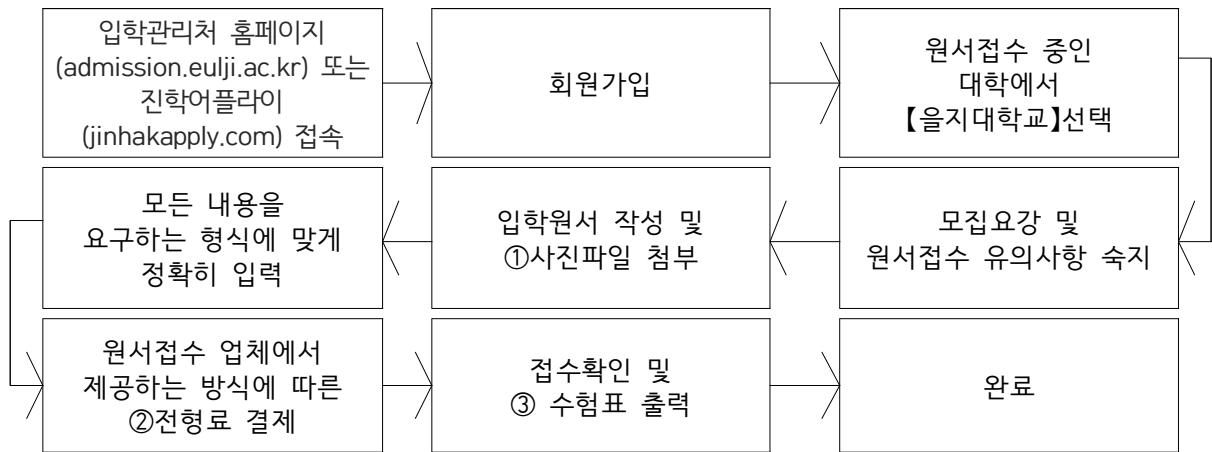 입학관리처 홈페이지
(admission.eulji.ac.kr) 또는
진학어플라이
(jinhakapply.com) 접속
회원가입
원서접수 중인
대학에서
【을지대학교】선택
모집요강 및
원서접수 유의사항 숙지
입학원서 작성 및
①사진파일 첨부
모든 내용을
요구하는 형식에 맞게
정확히 입력
원서접수 업체에서
제공하는 방식에 따른
②전형료 결제
접수확인 및
③ 수험표 출력
완료